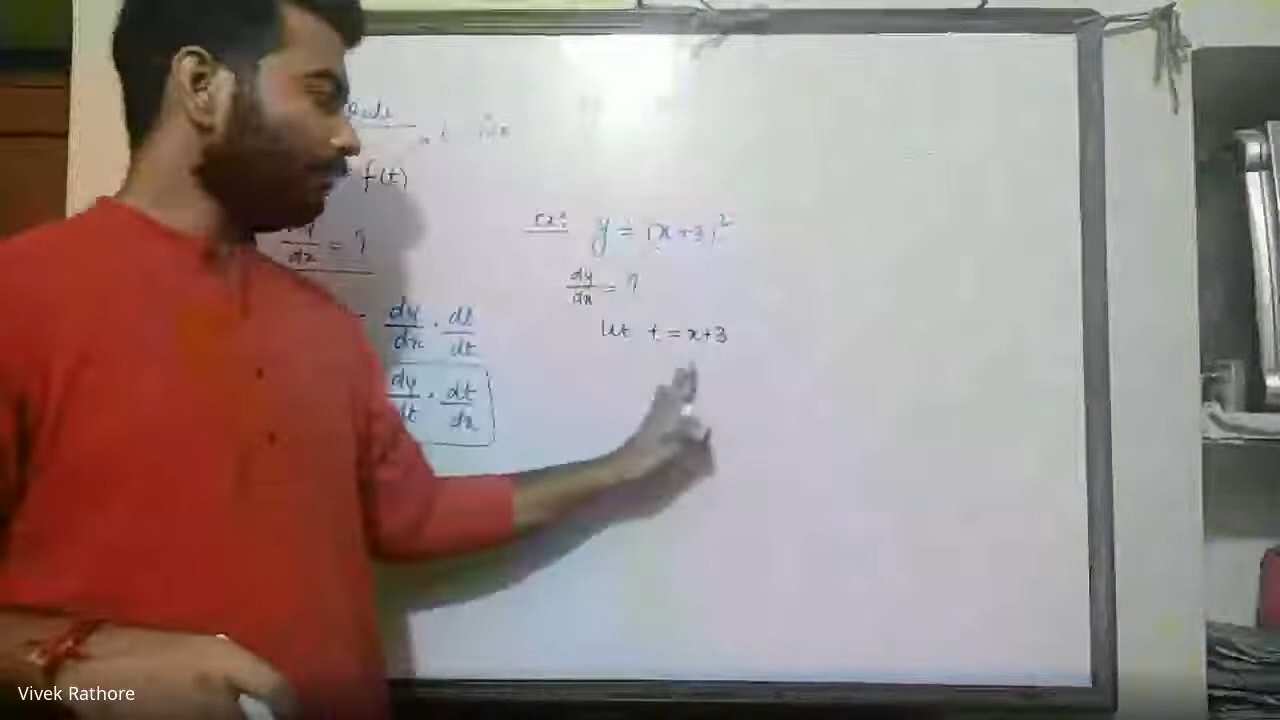 f(t)
dy/dx = ?
dy/dx . dt/dt
dy/dt . dt/dx
Ex:
y = (x+3)²
dy/dx = ?
let t = x+3
Vivek Rathore